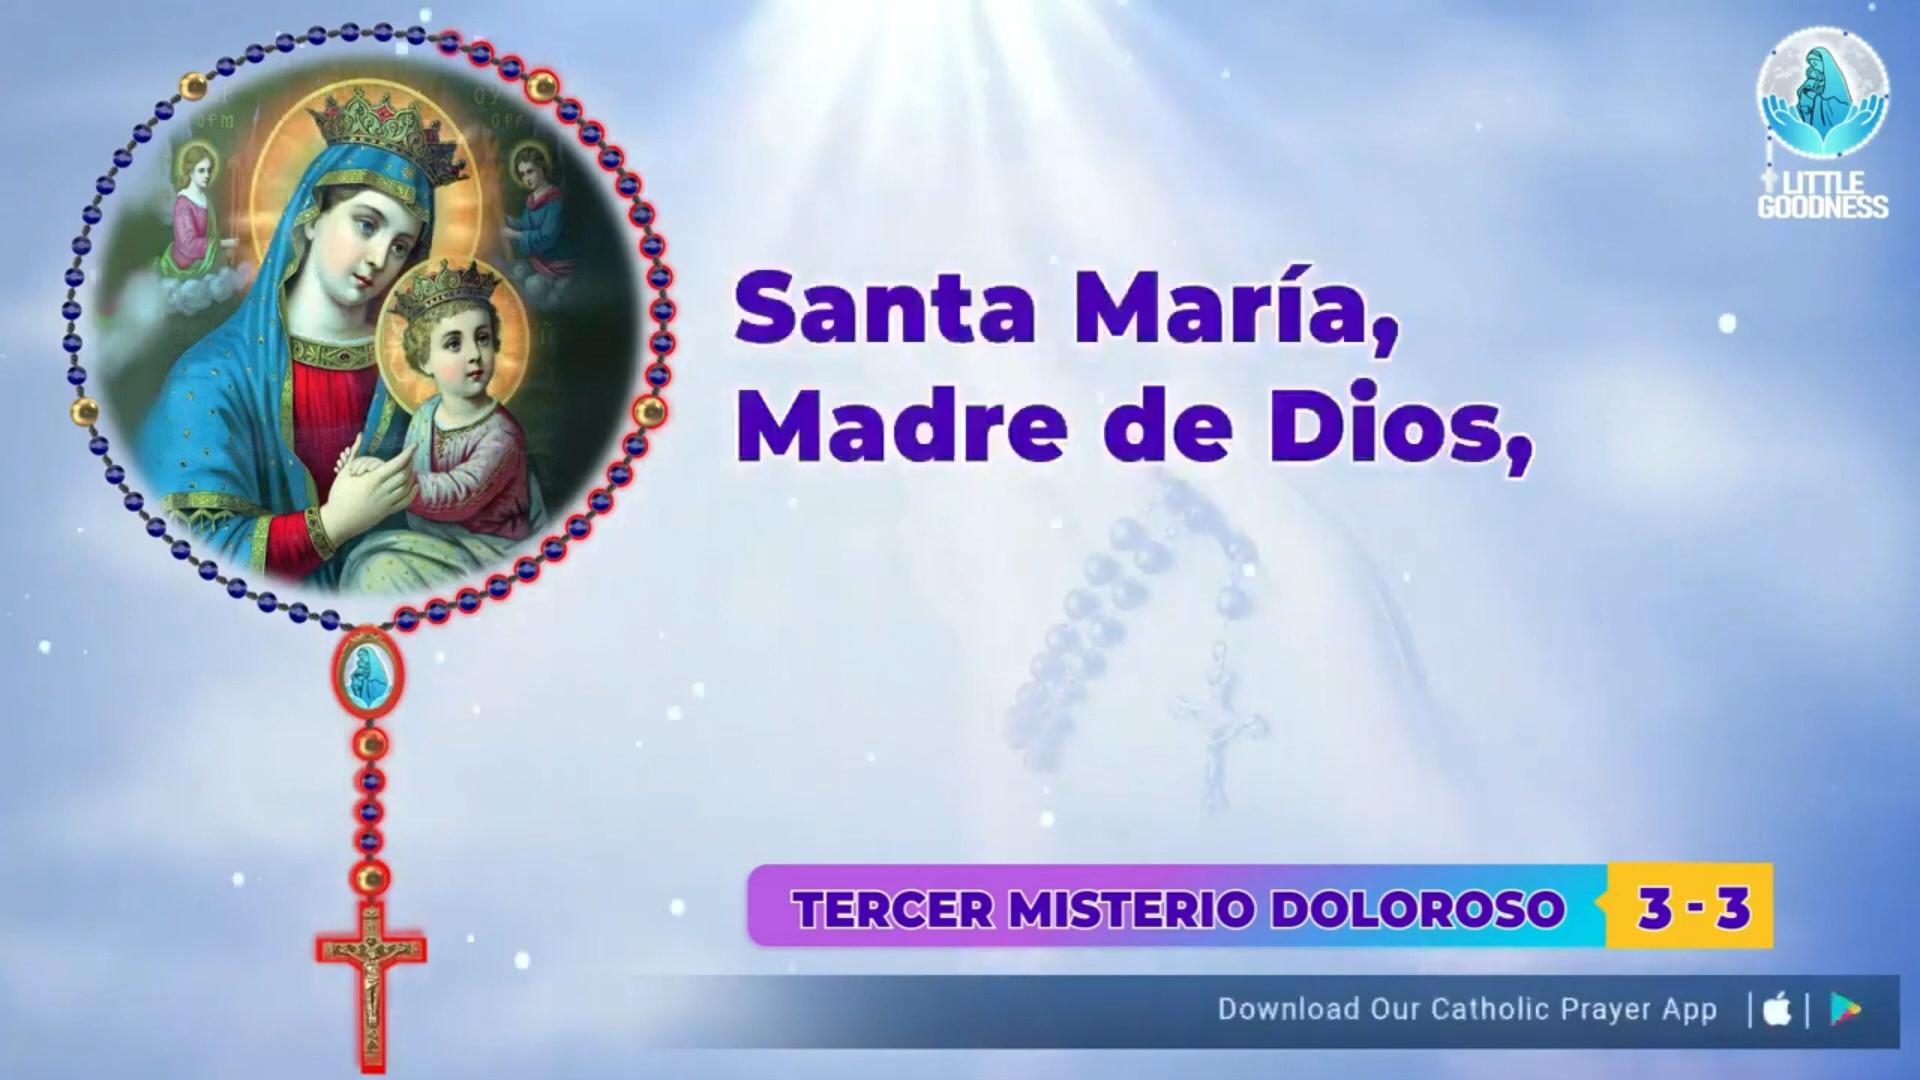 LITTLE
GOODNESS
Santa María,
Madre de Dios,
TERCER MISTERIO DOLOROSO 3 - 3
Download Our Catholic Prayer App